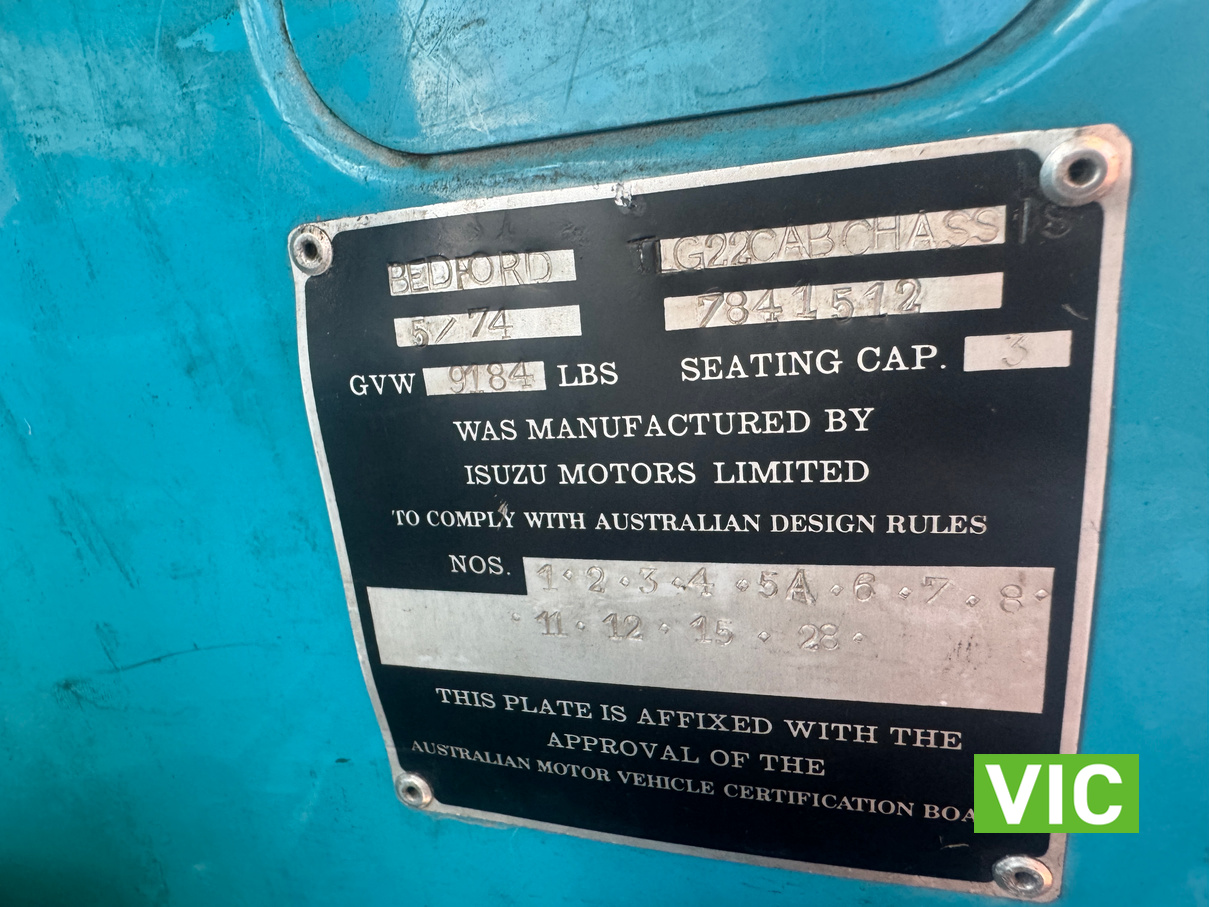 BEDFORD TLG22CABCHASSIS
5/74 7841512
GVW 9184 LBS SEATING CAP. 3
WAS MANUFACTURED BY
ISUZU MOTORS LIMITED
TO COMPLY WITH AUSTRALIAN DESIGN RULES
NOS. 1·2·3·4·5A·6·7·8·
·11·12·15·28·
THIS PLATE IS AFFIXED WITH THE
APPROVAL OF THE
AUSTRALIAN MOTOR VEHICLE CERTIFICATION BOA
VIC